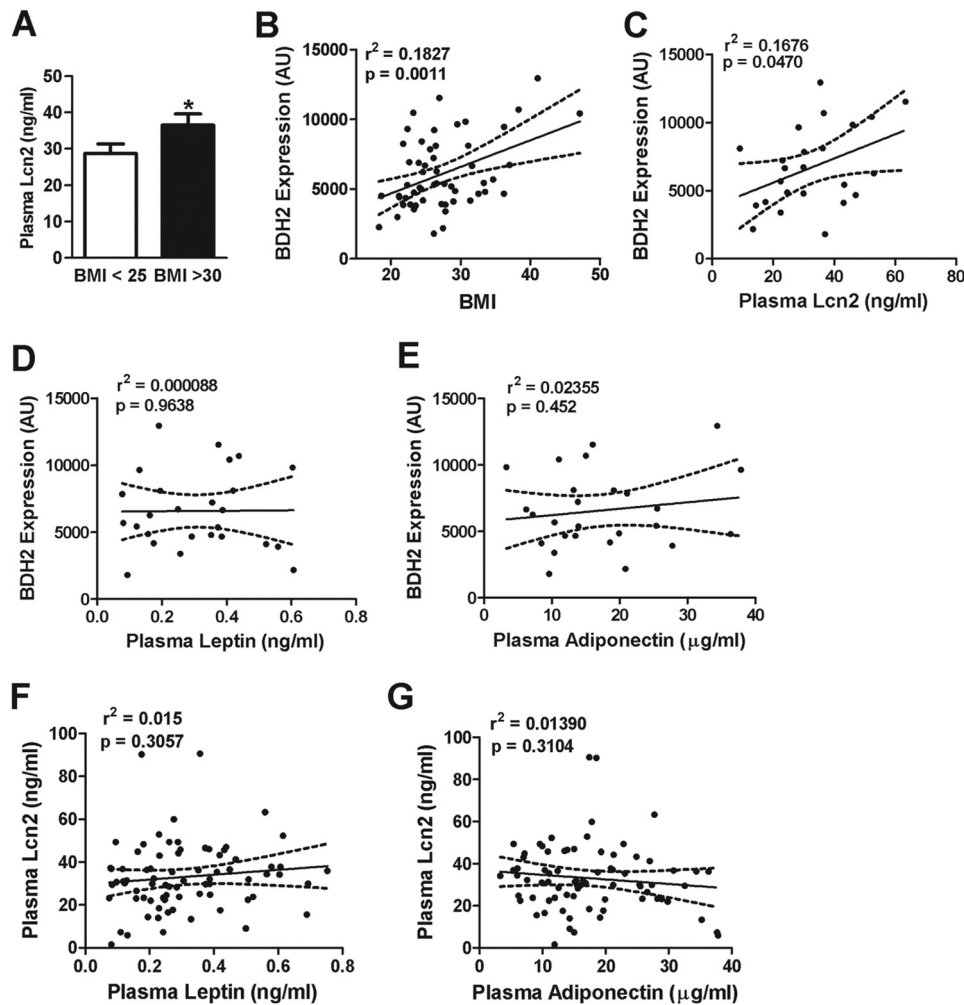 A
Plasma Lcn2 (ng/ml)
50
40
30
20
10
0
*
BMI < 25 BMI >30
B
r2 = 0.1827
p = 0.0011
BDH2 Expression (AU)
15000
10000
5000
0
20 30 40 50
BMI
C
r2 = 0.1676
p = 0.0470
BDH2 Expression (AU)
15000
10000
5000
0
0 20 40 60 80
Plasma Lcn2 (ng/ml)
D
r2 = 0.000088
p = 0.9638
BDH2 Expression (AU)
15000
10000
5000
0
0.0 0.2 0.4 0.6 0.8
Plasma Leptin (ng/ml)
E
r2 = 0.02355
p = 0.452
BDH2 Expression (AU)
15000
10000
5000
0
0 10 20 30 40
Plasma Adiponectin (μg/ml)
F
r2 = 0.015
p = 0.3057
Plasma Lcn2 (ng/ml)
100
80
60
40
20
0
0.0 0.2 0.4 0.6 0.8
Plasma Leptin (ng/ml)
G
r2 = 0.01390
p = 0.3104
Plasma Lcn2 (ng/ml)
100
80
60
40
20
0
0 10 20 30 40
Plasma Adiponectin (μg/ml)